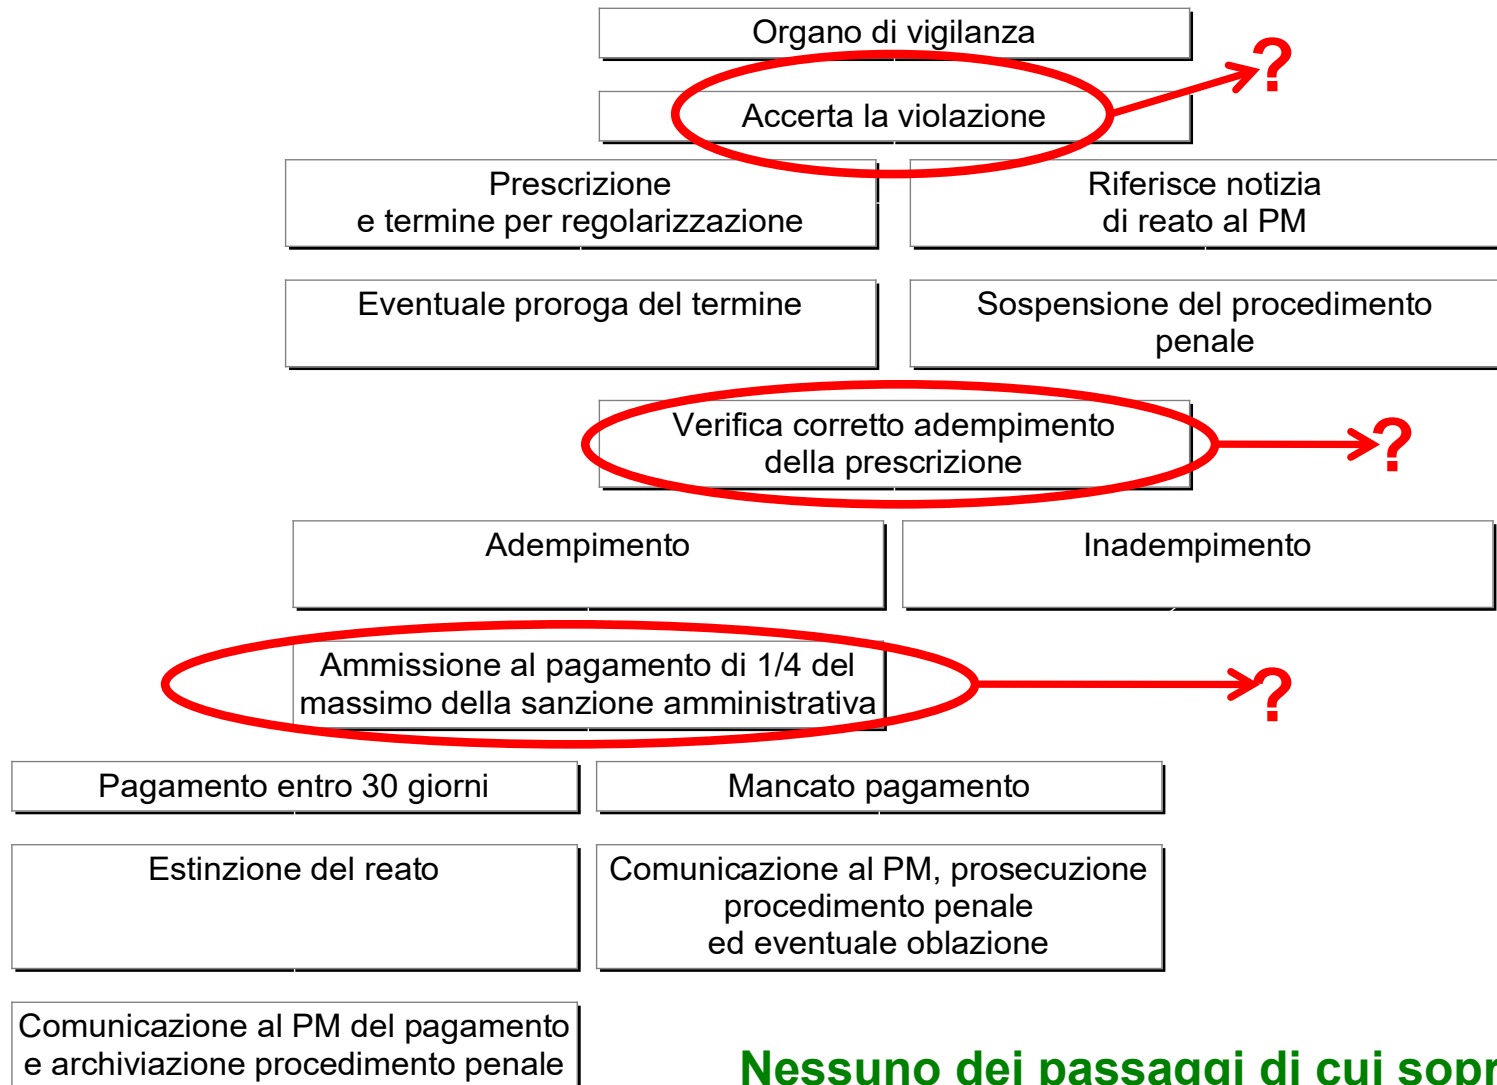 Organo di vigilanza
?
Accerta la violazione
Prescrizione
e termine per regolarizzazione
Riferisce notizia
di reato al PM
Eventuale proroga del termine
Sospensione del procedimento
penale
Verifica corretto adempimento
della prescrizione
?
Adempimento
Inadempimento
Ammissione al pagamento di 1/4 del
massimo della sanzione amministrativa
?
Pagamento entro 30 giorni
Mancato pagamento
Estinzione del reato
Comunicazione al PM, prosecuzione
procedimento penale
ed eventuale oblazione
Comunicazione al PM del pagamento
e archiviazione procedimento penale
Nessuno dei passaggi di cui sopr